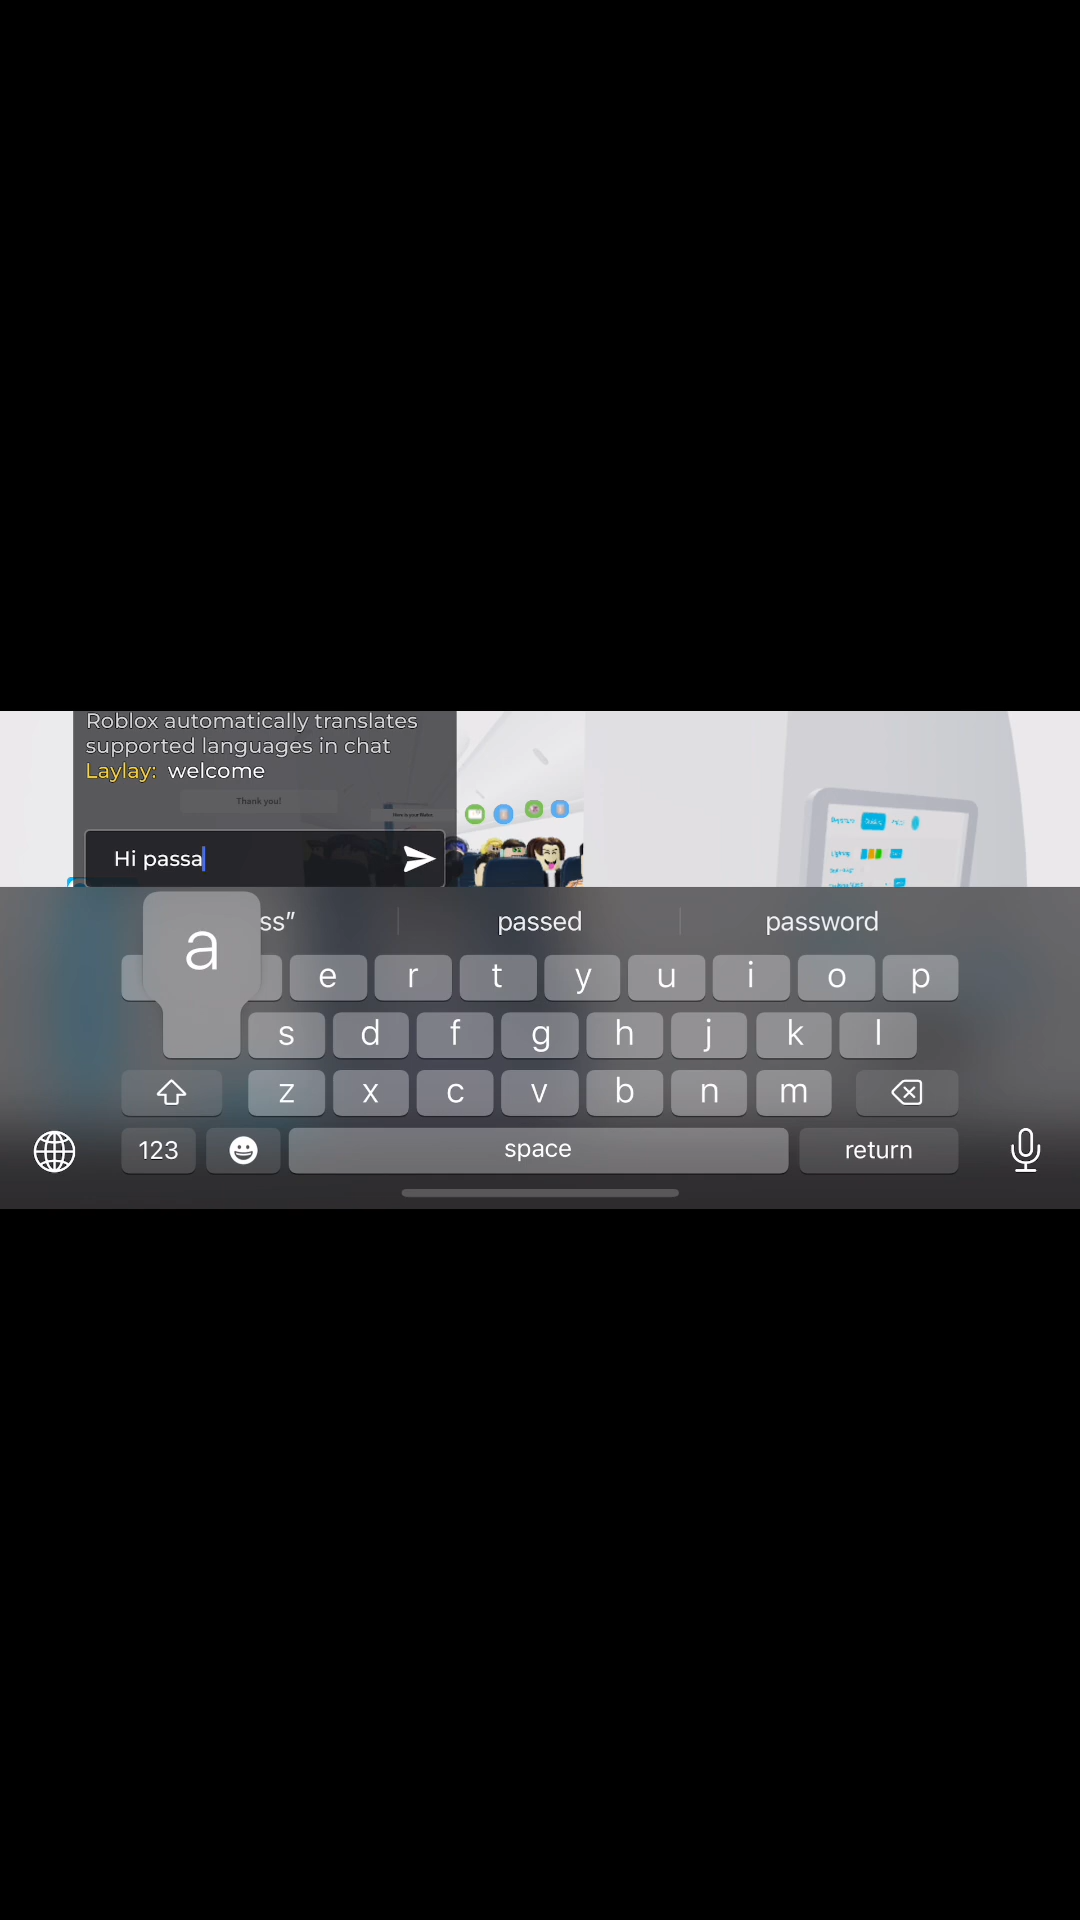 Roblox automatically translates
supported languages in chat
Laylay: welcome
Thank you!
Hi passa
a
ss” passed password
e r t y u i o p
s d f g h j k l
z x c v b n m
123 space return